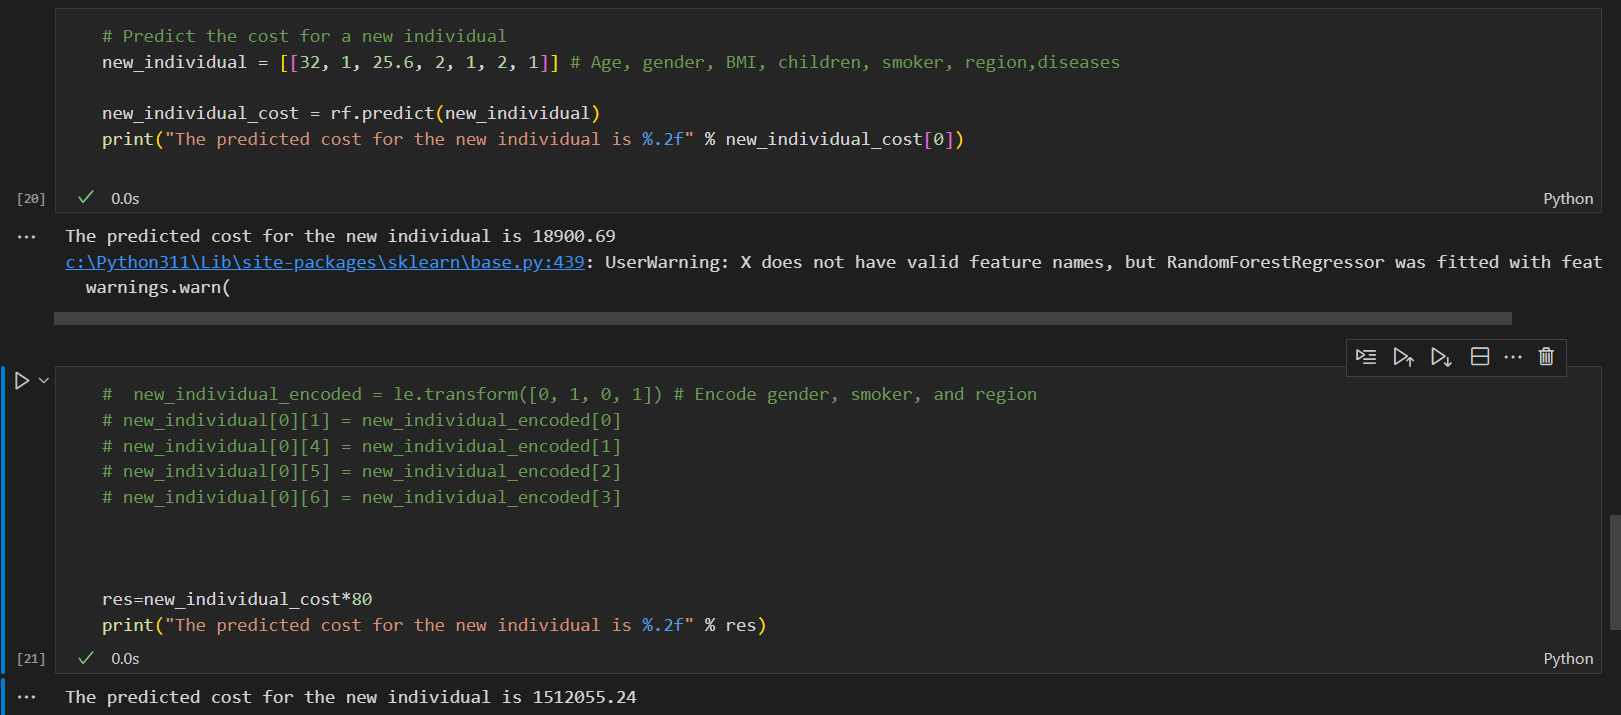 # Predict the cost for a new individual
new_individual = [[32, 1, 25.6, 2, 1, 2, 1]] # Age, gender, BMI, children, smoker, region,diseases
new_individual_cost = rf.predict(new_individual)
print("The predicted cost for the new individual is %.2f" % new_individual_cost[0])
[20] 0.0s Python
... The predicted cost for the new individual is 18900.69
c:\Python311\Lib\site-packages\sklearn\base.py:439: UserWarning: X does not have valid feature names, but RandomForestRegressor was fitted with feat
warnings.warn(
#  new_individual_encoded = le.transform([0, 1, 0, 1]) # Encode gender, smoker, and region
# new_individual[0][1] = new_individual_encoded[0]
# new_individual[0][4] = new_individual_encoded[1]
# new_individual[0][5] = new_individual_encoded[2]
# new_individual[0][6] = new_individual_encoded[3]
res=new_individual_cost*80
print("The predicted cost for the new individual is %.2f" % res)
[21] 0.0s Python
... The predicted cost for the new individual is 1512055.24